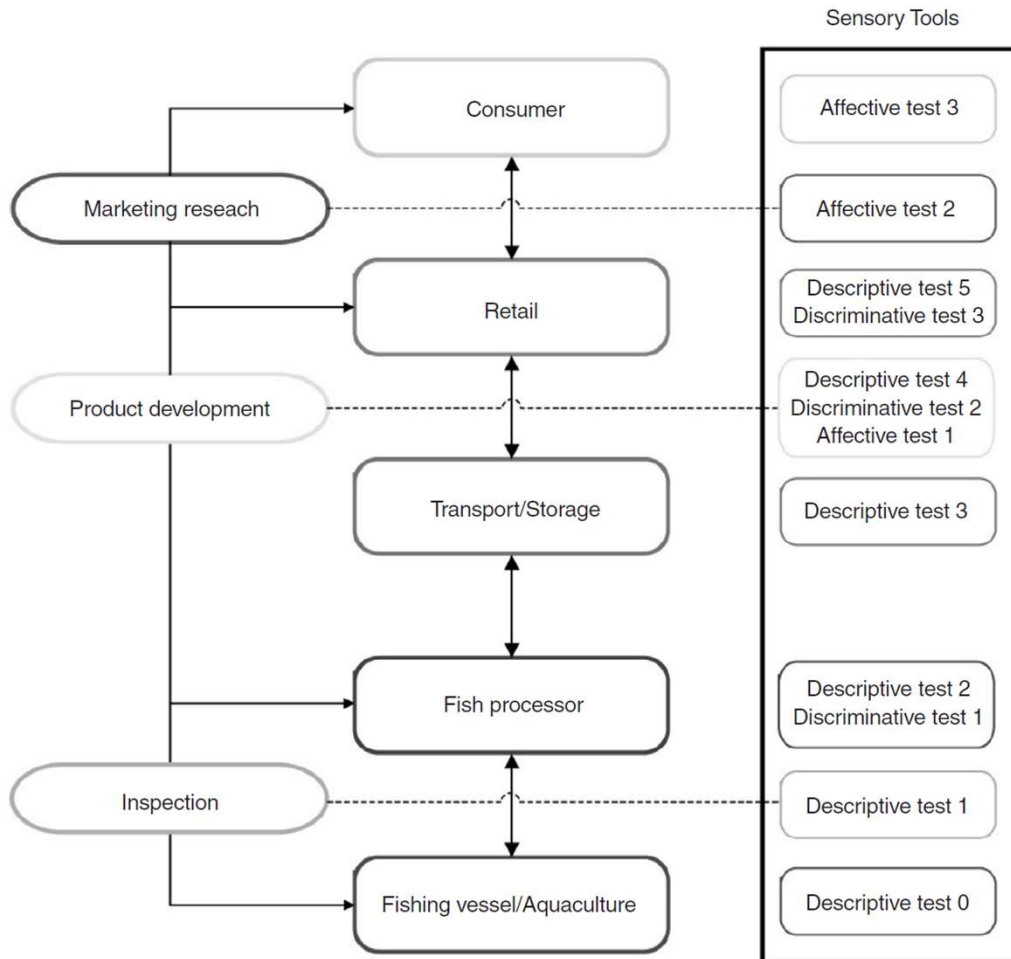 Sensory Tools
Consumer
Affective test 3
Marketing reseach
Affective test 2
Retail
Descriptive test 5
Discriminative test 3
Product development
Descriptive test 4
Discriminative test 2
Affective test 1
Transport/Storage
Descriptive test 3
Fish processor
Descriptive test 2
Discriminative test 1
Inspection
Descriptive test 1
Fishing vessel/Aquaculture
Descriptive test 0